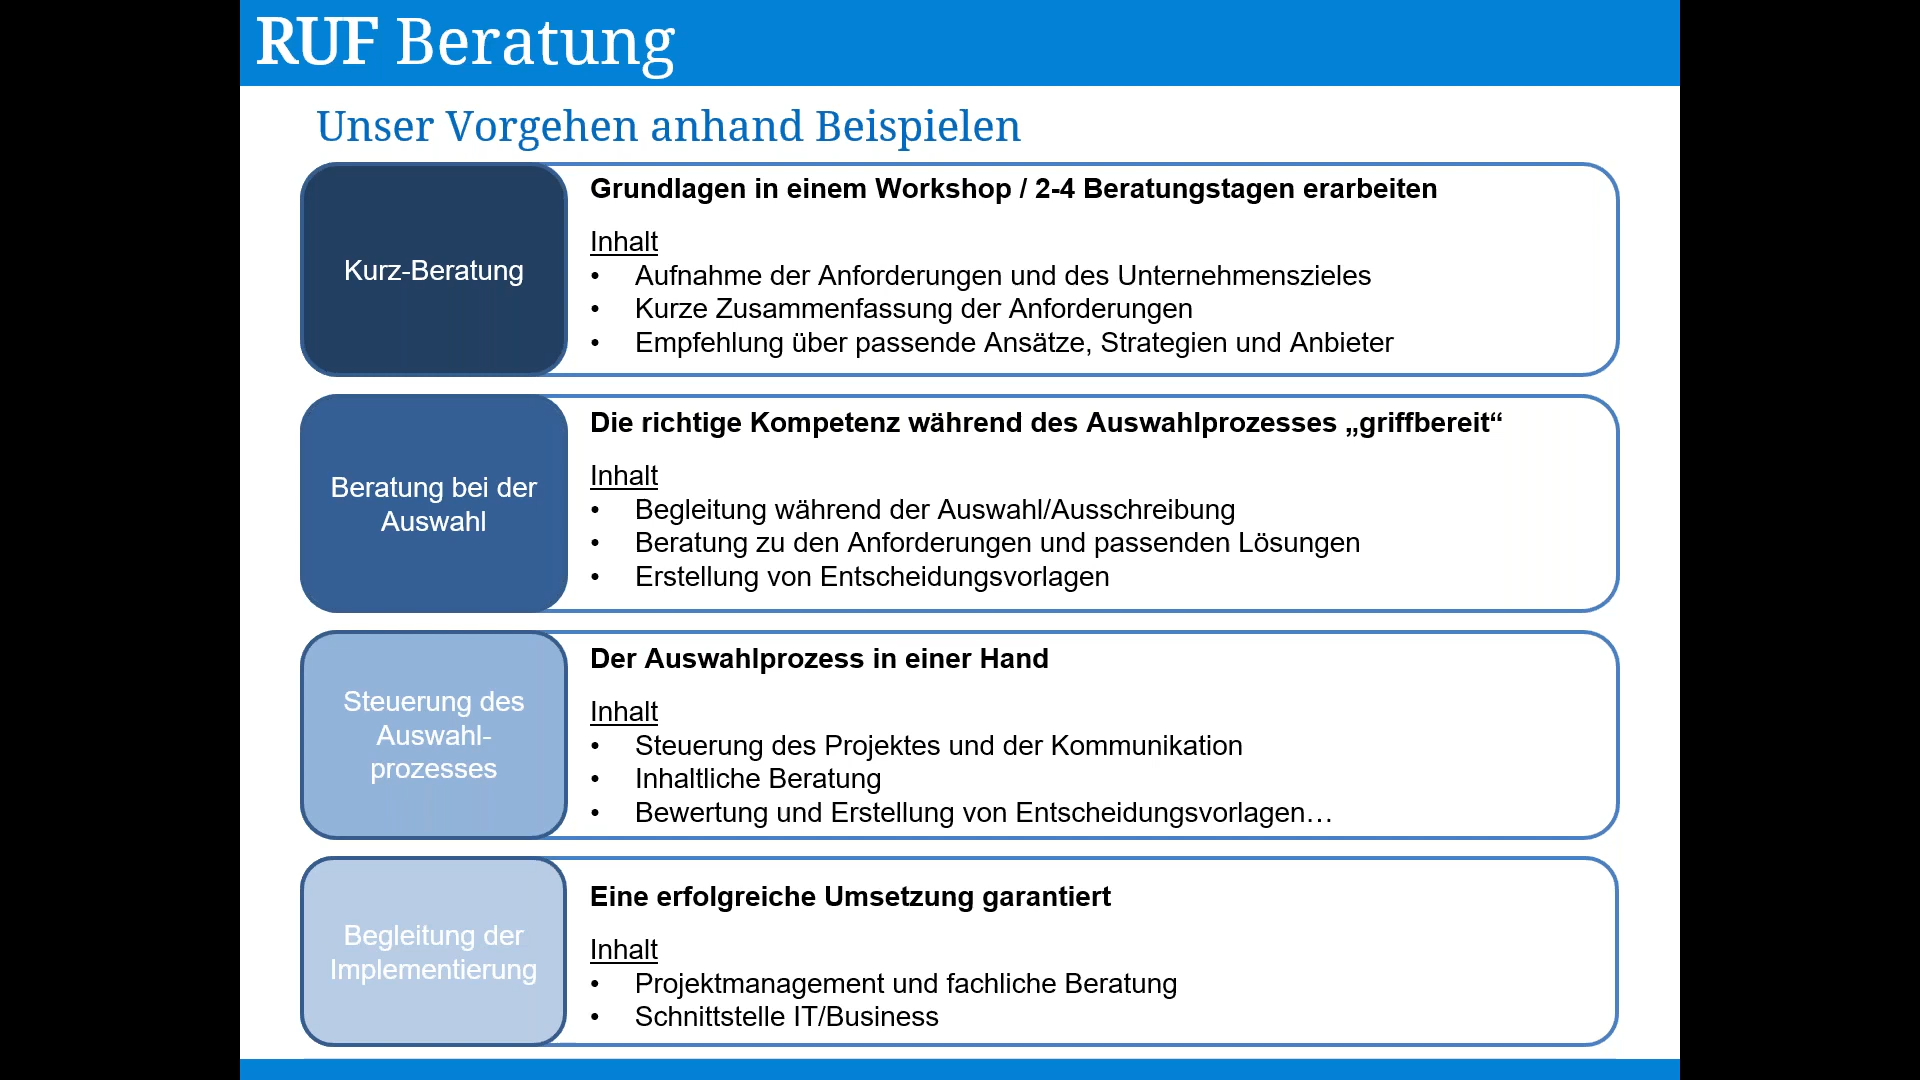 RUF Beratung
Unser Vorgehen anhand Beispielen
Kurz-Beratung
Grundlagen in einem Workshop / 2-4 Beratungstagen erarbeiten
Inhalt
• Aufnahme der Anforderungen und des Unternehmenszieles
• Kurze Zusammenfassung der Anforderungen
• Empfehlung über passende Ansätze, Strategien und Anbieter
Beratung bei der
Auswahl
Die richtige Kompetenz während des Auswahlprozesses „griffbereit“
Inhalt
• Begleitung während der Auswahl/Ausschreibung
• Beratung zu den Anforderungen und passenden Lösungen
• Erstellung von Entscheidungsvorlagen
Steuerung des
Auswahl-
prozesses
Der Auswahlprozess in einer Hand
Inhalt
• Steuerung des Projektes und der Kommunikation
• Inhaltliche Beratung
• Bewertung und Erstellung von Entscheidungsvorlagen…
Begleitung der
Implementierung
Eine erfolgreiche Umsetzung garantiert
Inhalt
• Projektmanagement und fachliche Beratung
• Schnittstelle IT/Business